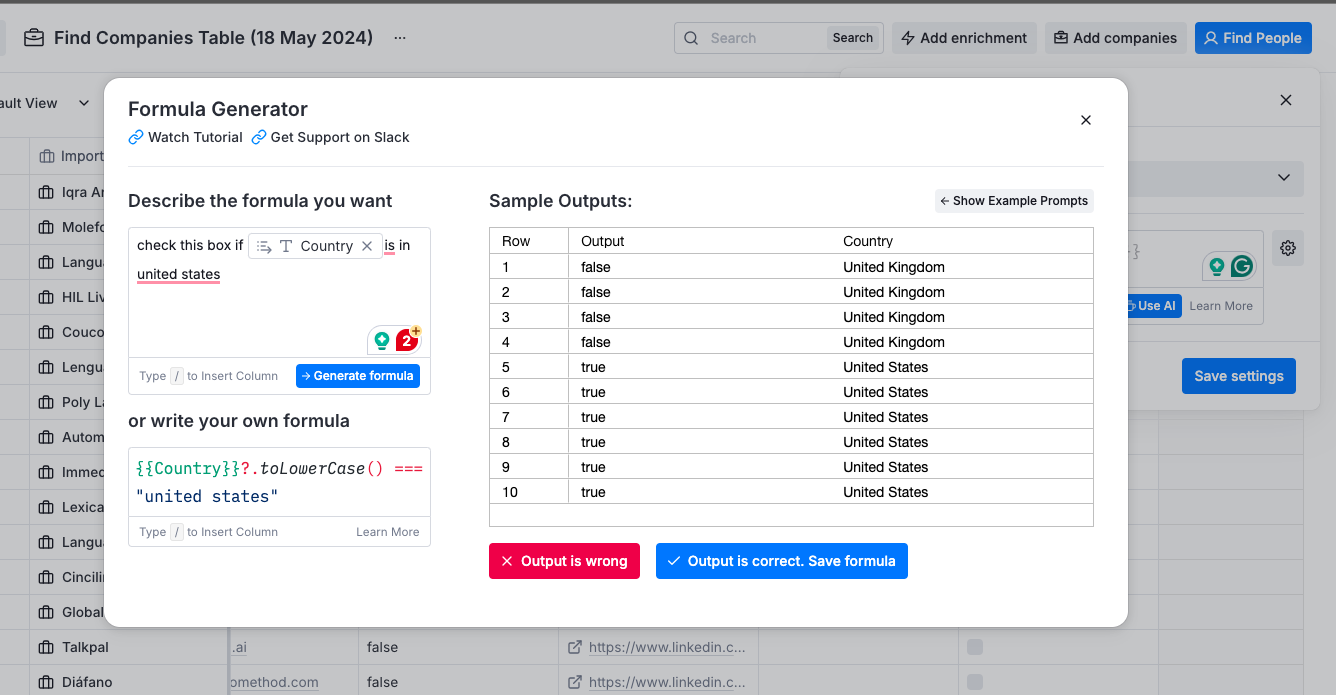 Find Companies Table (18 May 2024) ...
Search Search
Add enrichment
Add companies
Find People
ault View
Import
Iqra Ar
Molefo
Langua
HIL Liv
Couco
Lengu
Poly La
Autom
Immed
Lexica
Langua
Cincilin
Global
Talkpal .ai false https://www.linkedin.c...
Diáfano omethod.com false https://www.linkedin.c...
Formula Generator
Watch Tutorial Get Support on Slack
Describe the formula you want
check this box if Country is in
united states
2+
Type / to Insert Column → Generate formula
or write your own formula
{{Country}}?.toLowerCase() ===
"united states"
Type / to Insert Column Learn More
Sample Outputs: ← Show Example Prompts
Row Output Country
1 false United Kingdom
2 false United Kingdom
3 false United Kingdom
4 false United Kingdom
5 true United States
6 true United States
7 true United States
8 true United States
9 true United States
10 true United States
Output is wrong
Output is correct. Save formula
}
Use AI Learn More
Save settings